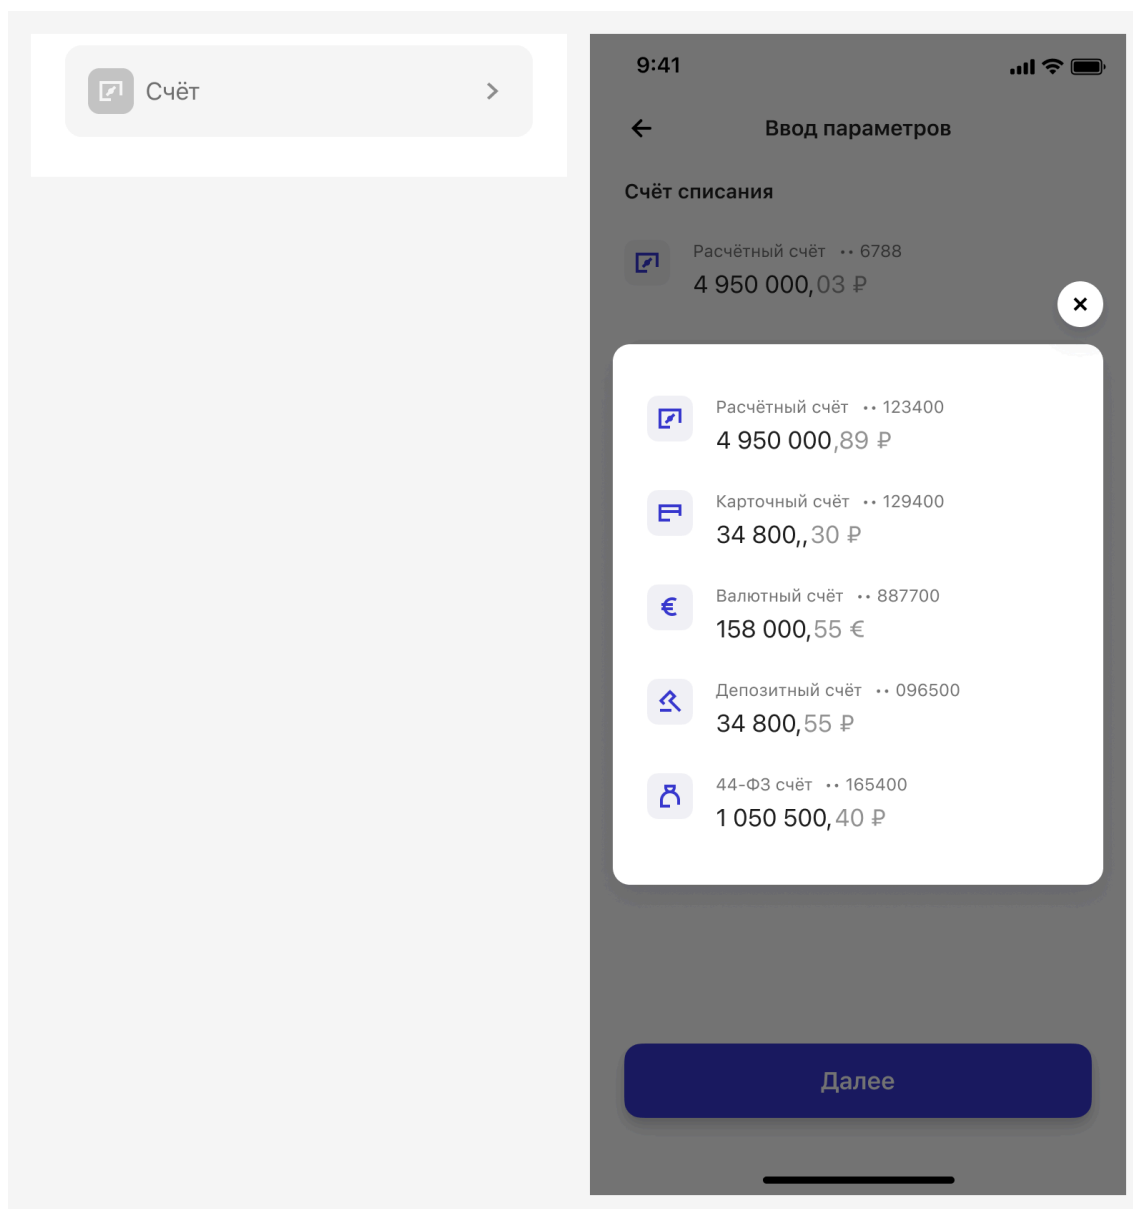 Счёт
9:41
Ввод параметров
Счёт списания
Расчётный счёт •• 6788
4 950 000,03 ₽
Расчётный счёт •• 123400
4 950 000,89 ₽
Карточный счёт •• 129400
34 800,,30 ₽
Валютный счёт •• 887700
158 000,55 €
Депозитный счёт •• 096500
34 800,55 ₽
44-ФЗ счёт •• 165400
1 050 500,40 ₽
Далее